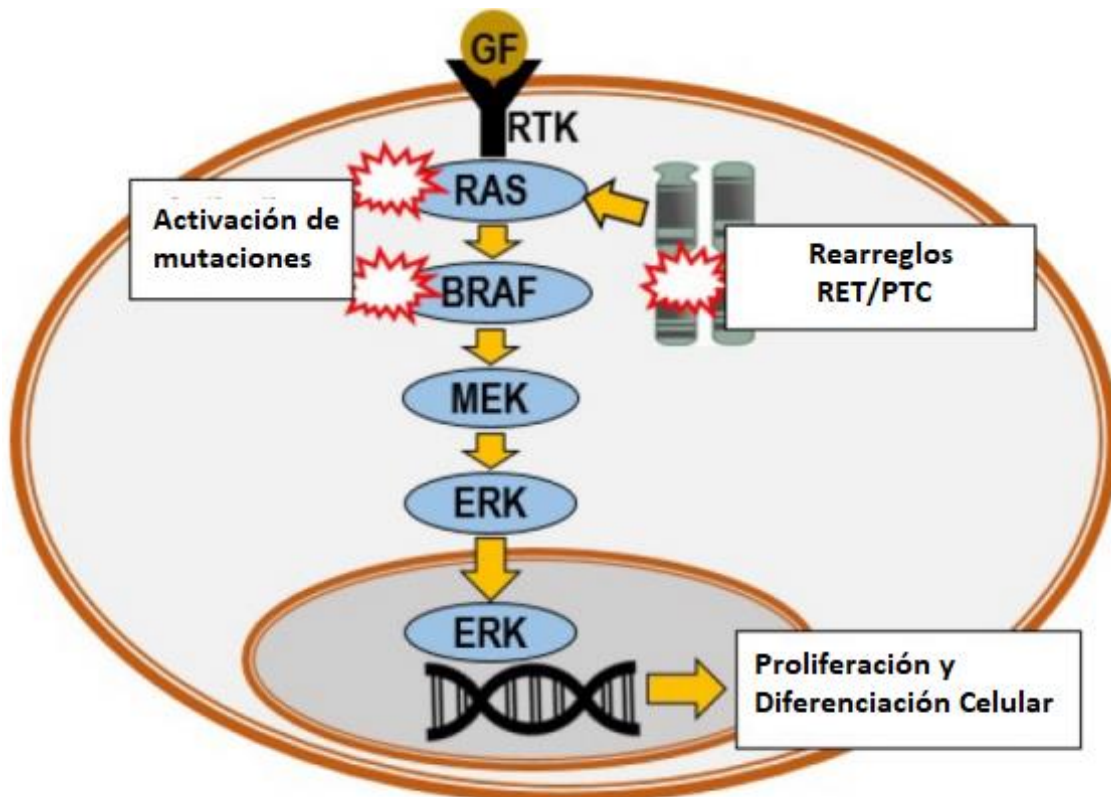 GF
RTK
RAS
Activación de
mutaciones
Rearreglos
RET/PTC
BRAF
MEK
ERK
ERK
Proliferación y
Diferenciación Celular